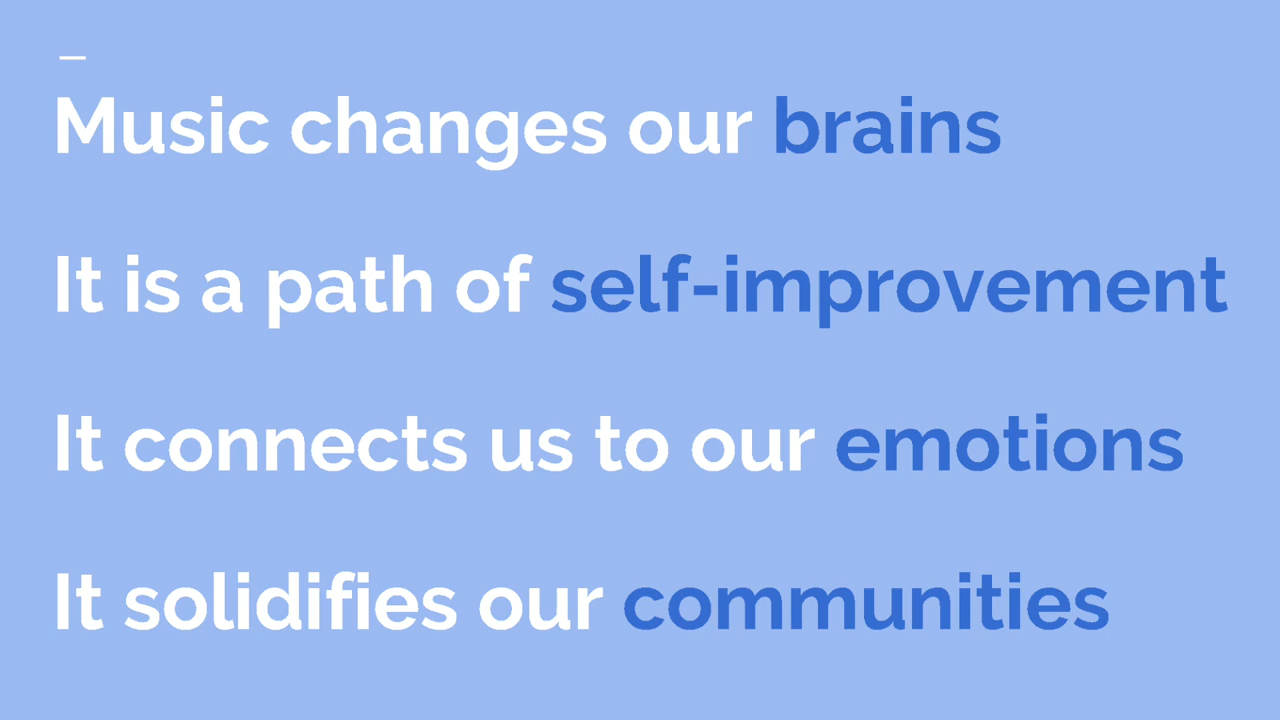 Music changes our brains
It is a path of self-improvement
It connects us to our emotions
It solidifies our communities